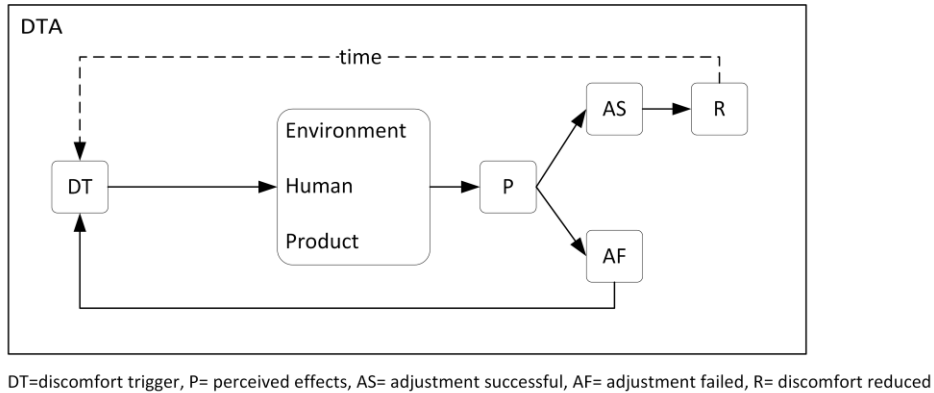 DTA
time
AS
R
Environment
DT
Human
P
Product
AF
DT=discomfort trigger, P= perceived effects, AS= adjustment successful, AF= adjustment failed, R= discomfort reduced